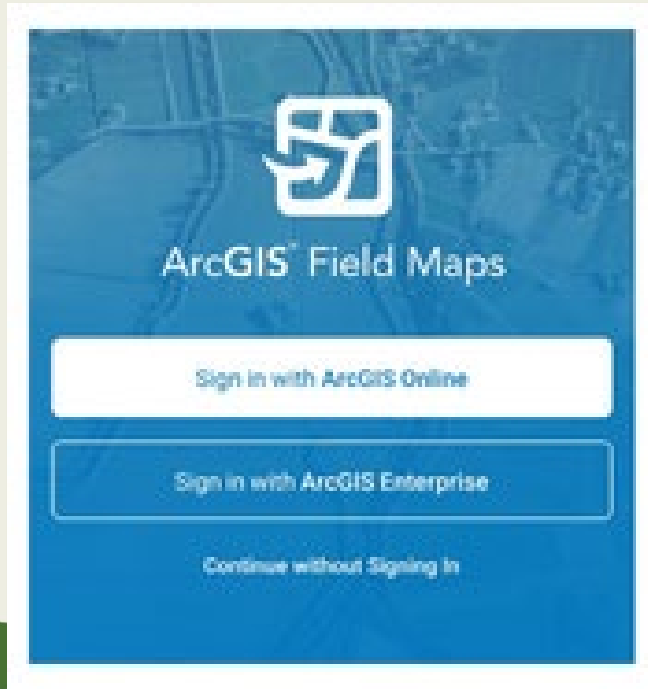 ArcGIS® Field Maps
Sign in with ArcGIS Online
Sign in with ArcGIS Enterprise
Continue without Signing In